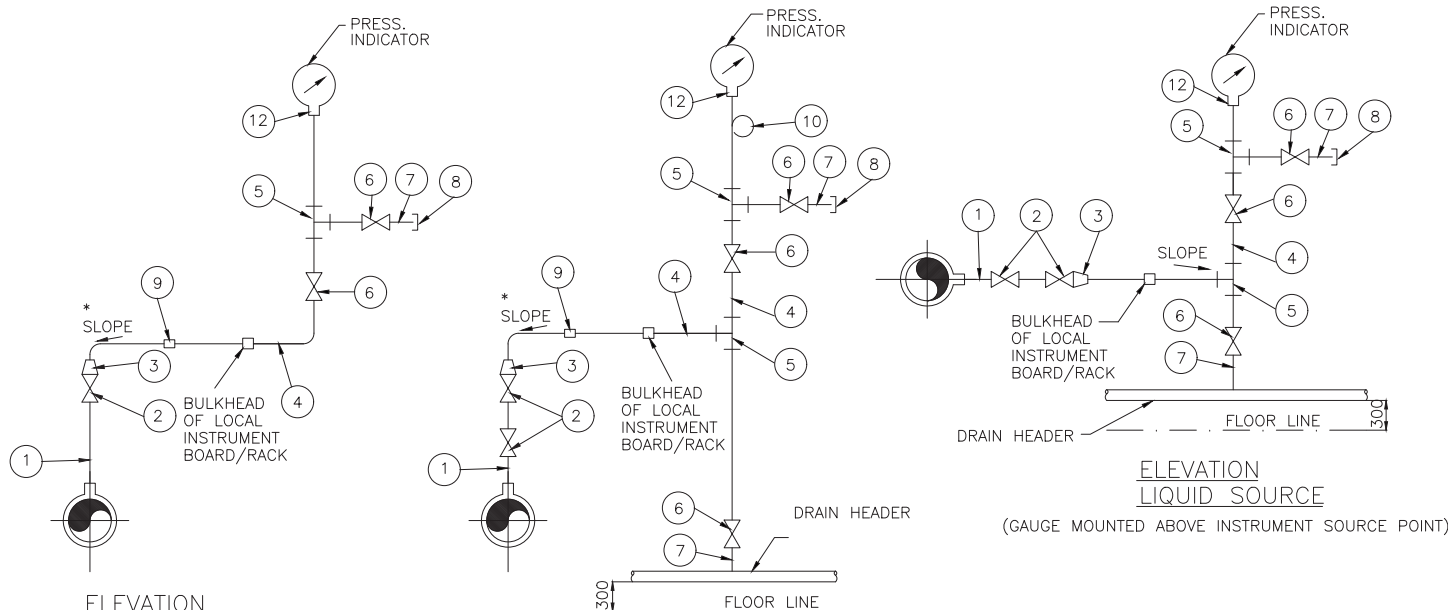 PRESS.
INDICATOR
12
5
6
7
8
6
9
*
SLOPE
3
2
4
BULKHEAD
OF LOCAL
INSTRUMENT
BOARD/RACK
1
ELEVATION
PRESS.
INDICATOR
12
10
5
6
7
8
6
4
4
9
*
SLOPE
3
5
2
BULKHEAD
OF LOCAL
INSTRUMENT
BOARD/RACK
1
6
7
DRAIN HEADER
300
FLOOR LINE
PRESS.
INDICATOR
12
5
6
7
8
6
1
2
3
SLOPE
4
5
BULKHEAD
OF LOCAL
INSTRUMENT
BOARD/RACK
6
7
DRAIN HEADER
FLOOR LINE
300
ELEVATION
LIQUID SOURCE
(GAUGE MOUNTED ABOVE INSTRUMENT SOURCE POINT)